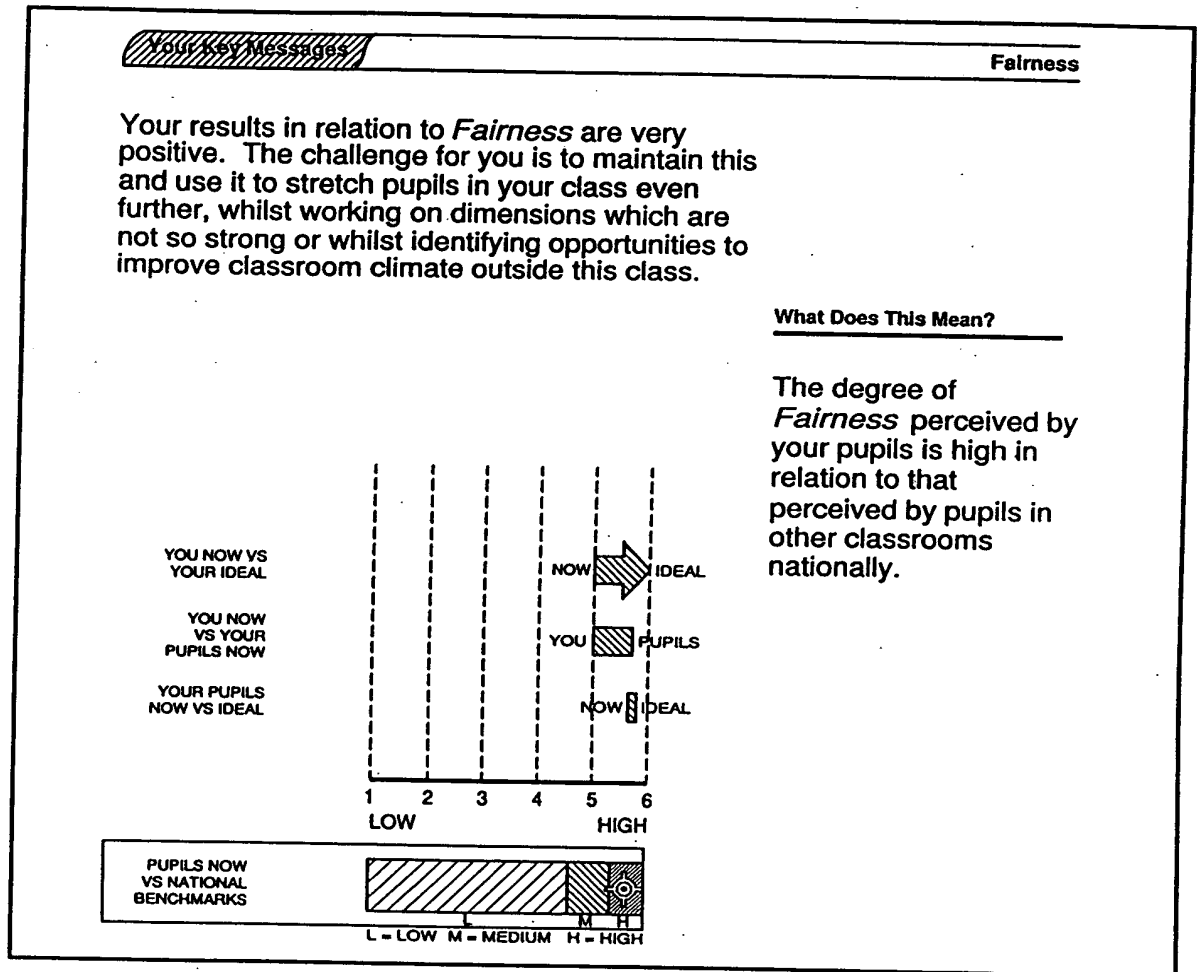 Your Key Messages
Fairness
Your results in relation to Fairness are very
positive. The challenge for you is to maintain this
and use it to stretch pupils in your class even
further, whilst working on dimensions which are
not so strong or whilst identifying opportunities to
improve classroom climate outside this class.
What Does This Mean?
The degree of
Fairness perceived by
your pupils is high in
relation to that
perceived by pupils in
other classrooms
nationally.
YOU NOW VS
YOUR IDEAL
NOW IDEAL
YOU NOW
VS YOUR
PUPILS NOW
YOU PUPILS
YOUR PUPILS
NOW VS IDEAL
NOW IDEAL
1 2 3 4 5 6
LOW HIGH
PUPILS NOW
VS NATIONAL
BENCHMARKS
L M H
L = LOW M = MEDIUM H = HIGH